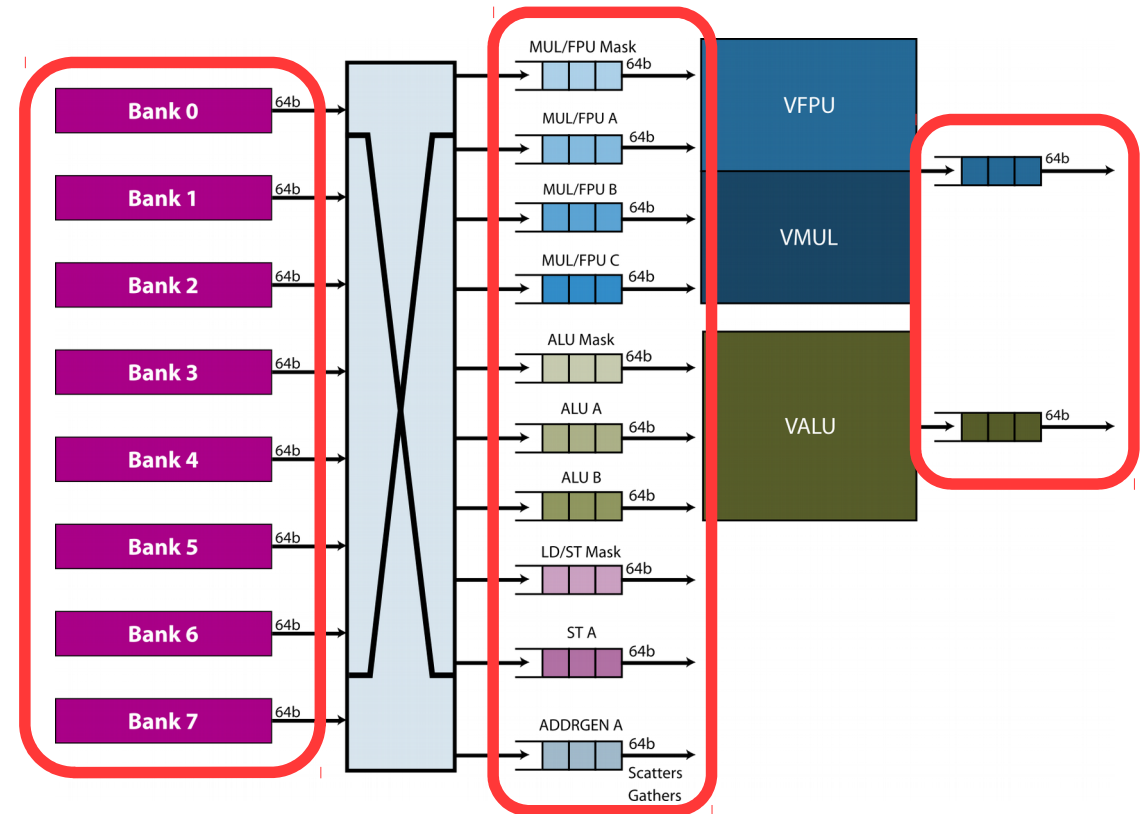 Bank 0
64b
Bank 1
64b
Bank 2
64b
Bank 3
64b
Bank 4
64b
Bank 5
64b
Bank 6
64b
Bank 7
64b
MUL/FPU Mask
64b
MUL/FPU A
64b
MUL/FPU B
64b
MUL/FPU C
64b
ALU Mask
64b
ALU A
64b
ALU B
64b
LD/ST Mask
64b
ST A
64b
ADDRGEN A
64b
Scatters
Gathers
VFPU
VMUL
VALU
64b
64b